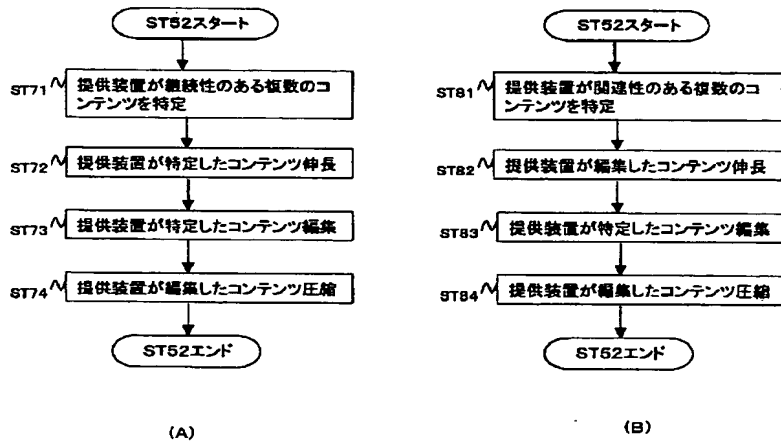 ST52スタート
ST71
提供装置が継続性のある複数のコ
ンテンツを特定
ST72
提供装置が特定したコンテンツ伸長
ST73
提供装置が特定したコンテンツ編集
ST74
提供装置が編集したコンテンツ圧縮
ST52エンド
(A)
ST52スタート
ST81
提供装置が関連性のある複数のコ
ンテンツを特定
ST82
提供装置が編集したコンテンツ伸長
ST83
提供装置が特定したコンテンツ編集
ST84
提供装置が編集したコンテンツ圧縮
ST52エンド
(B)